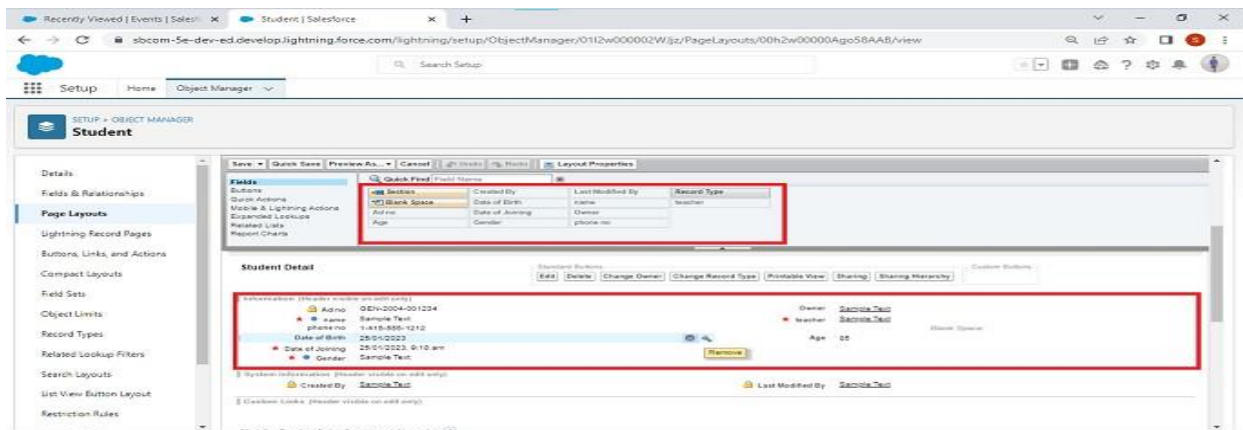 Recently Viewed | Events | Salesf
Student | Salesforce
sbcom-5e-dev-ed.develop.lightning.force.com/lightning/setup/ObjectManager/01I2w000002Wjjz/PageLayouts/00h2w00000Ago58AAB/view
Search Setup
Setup Home Object Manager
SETUP > OBJECT MANAGER
Student
Details
Fields & Relationships
Page Layouts
Lightning Record Pages
Buttons, Links, and Actions
Compact Layouts
Field Sets
Object Limits
Record Types
Related Lookup Filters
Search Layouts
List View Button Layout
Restriction Rules
Save Quick Save Preview As... Cancel Undo Redo Layout Properties
Fields
Buttons
Quick Actions
Mobile & Lightning Actions
Expanded Lookups
Related Lists
Report Charts
Quick Find Field Name
Section Created By Last Modified By Record Type
Blank Space Date of Birth name teacher
Ad no Date of Joining Owner
Age Gender phone no
Student Detail
Standard Buttons
Edit Delete Change Owner Change Record Type Printable View Sharing Sharing Hierarchy
Custom Buttons
Information (Header visible on edit only)
Ad no GEN-2004-001234 Owner Sample Text
name Sample Text teacher Sample Text
phone no 1-415-555-1212 Blank Space
Date of Birth 25/01/2023 Age
Remove
Date of Joining 25/01/2023, 9:10 am
Gender Sample Text
System Information (Header visible on edit only)
Created By Sample Text Last Modified By Sample Text
Custom Links (Header visible on edit only)